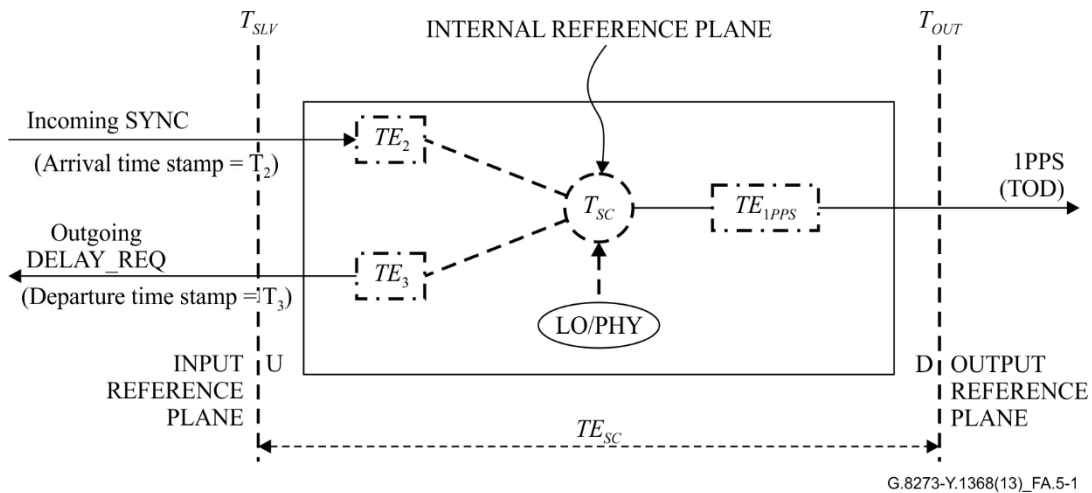 T_SLV
INTERNAL REFERENCE PLANE
T_OUT
Incoming SYNC
(Arrival time stamp = T_2)
TE_2
T_SC
TE_1PPS
1PPS
(TOD)
Outgoing
DELAY_REQ
(Departure time stamp = T_3)
TE_3
LO/PHY
INPUT
REFERENCE
PLANE
U
D
OUTPUT
REFERENCE
PLANE
TE_SC
G.8273-Y.1368(13)_FA.5-1